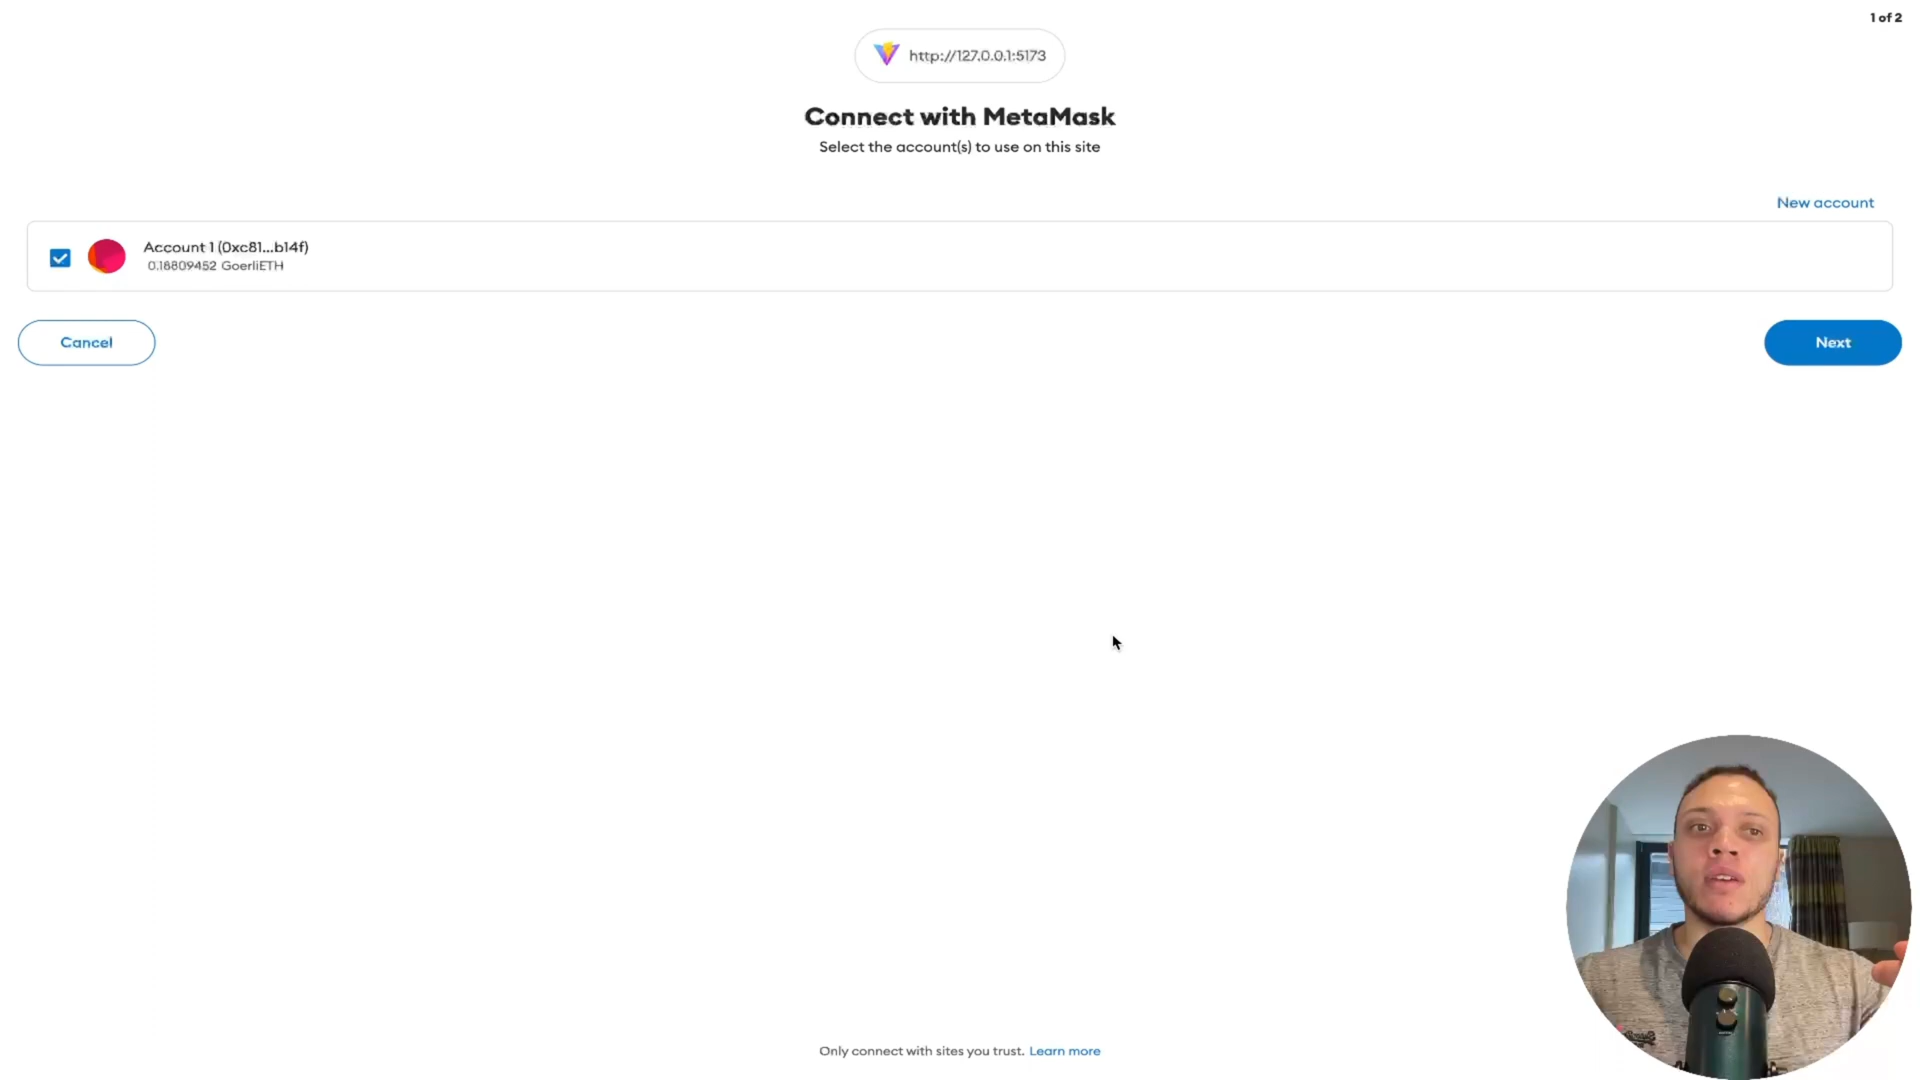 1 of 2
http://127.0.0.1:5173
Connect with MetaMask
Select the account(s) to use on this site
New account
Account 1 (0xc81...b14f)
0.18809452 GoerliETH
Cancel
Next
Only connect with sites you trust. Learn more